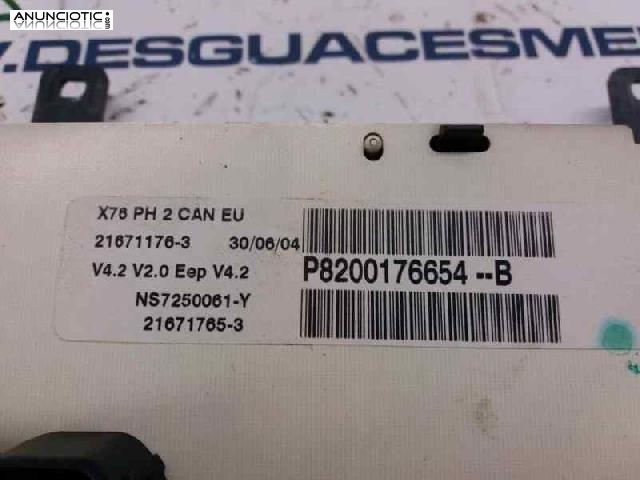 ANUNCIOTIC
.DESGUACESME
X76 PH 2 CAN EU
21671176-3 30/06/04
V4.2 V2.0 Eep V4.2
P8200176654--B
NS7250061-Y
21671765-3